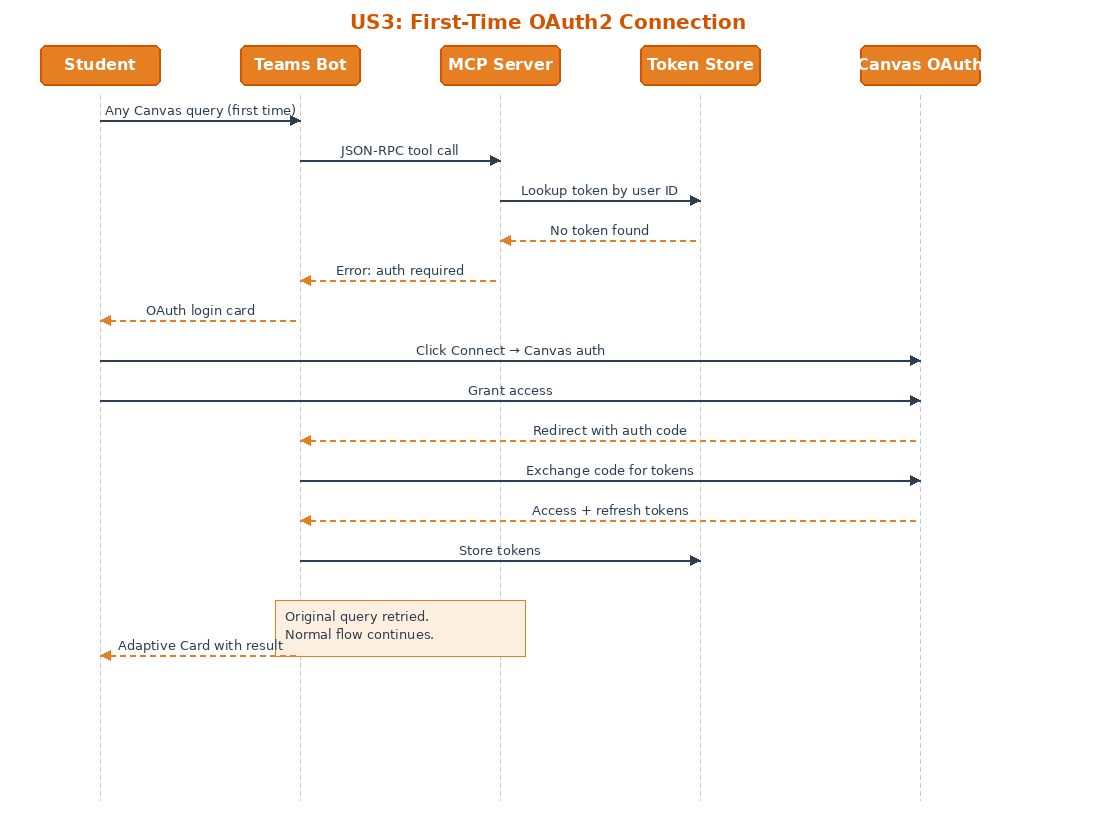 US3: First-Time OAuth2 Connection
Student
Teams Bot
MCP Server
Token Store
Canvas OAuth
Any Canvas query (first time)
JSON-RPC tool call
Lookup token by user ID
No token found
Error: auth required
OAuth login card
Click Connect → Canvas auth
Grant access
Redirect with auth code
Exchange code for tokens
Access + refresh tokens
Store tokens
Original query retried.
Normal flow continues.
Adaptive Card with result